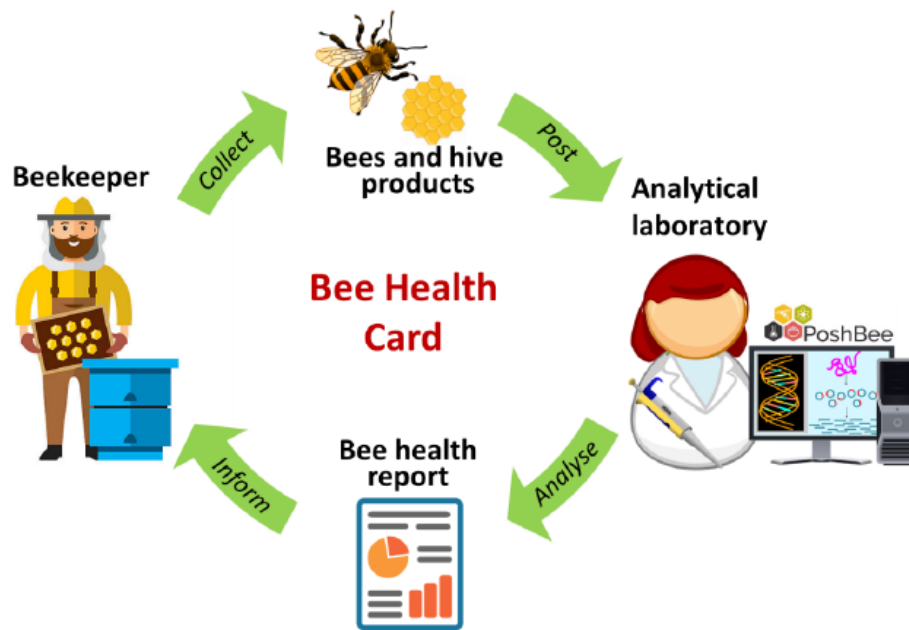 Beekeeper
Collect
Bees and hive
products
Post
Analytical
laboratory
PoshBee
Bee Health
Card
Analyse
Bee health
report
Inform